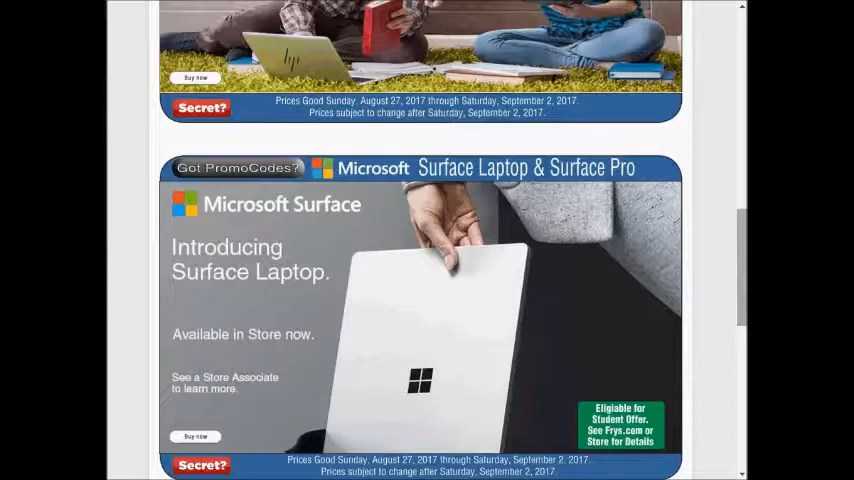 hp
Buy now
Secret?
Prices Good Sunday, August 27, 2017 through Saturday, September 2, 2017.
Prices subject to change after Saturday, September 2, 2017.
Got PromoCodes?
Microsoft Surface Laptop & Surface Pro
Microsoft Surface
Introducing
Surface Laptop.
Available in Store now.
See a Store Associate
to learn more.
Eligiable for
Student Offer.
See Frys.com or
Store for Details
Buy now
Secret?
Prices Good Sunday, August 27, 2017 through Saturday, September 2, 2017.
Prices subject to change after Saturday, September 2, 2017.